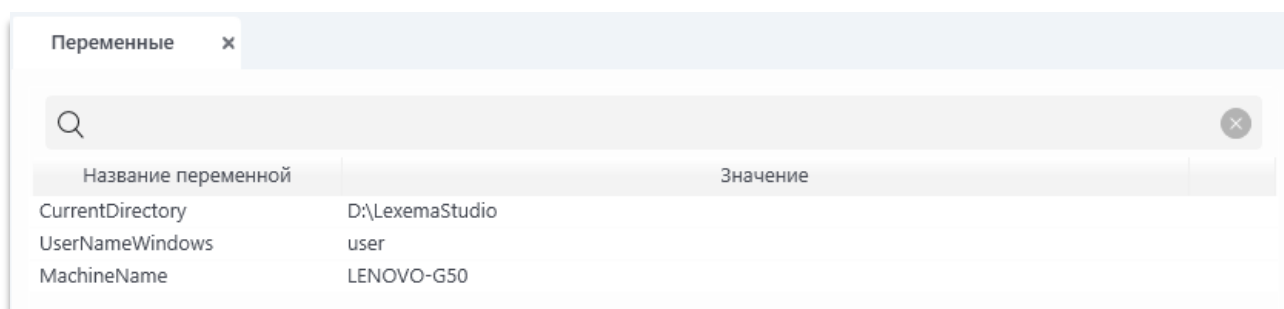 Переменные
Название переменной Значение
CurrentDirectory D:\LexemaStudio
UserNameWindows user
MachineName LENOVO-G50